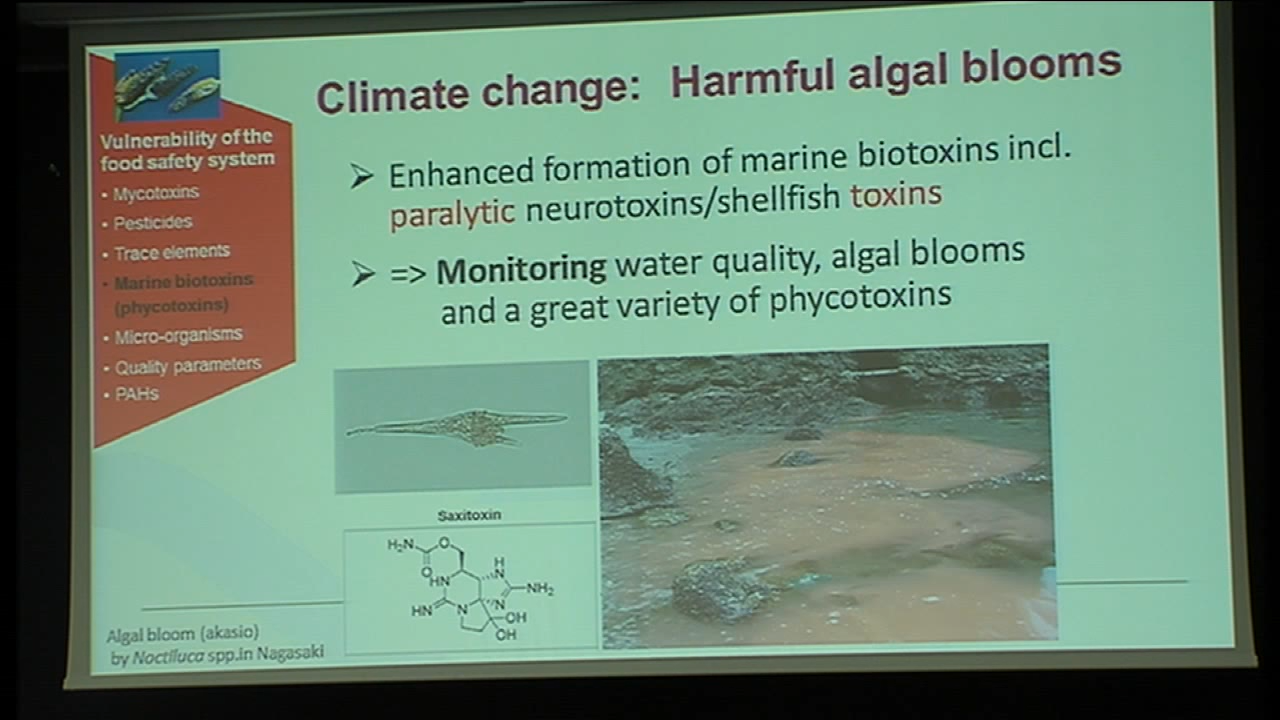 Climate change: Harmful algal blooms
Vulnerability of the
food safety system
• Mycotoxins
• Pesticides
• Trace elements
• Marine biotoxins
(phycotoxins)
• Micro-organisms
• Quality parameters
• PAHs
➢ Enhanced formation of marine biotoxins incl.
paralytic neurotoxins/shellfish toxins
➢ => Monitoring water quality, algal blooms
and a great variety of phycotoxins
Saxitoxin
H₂N
O
O
HN
H
N
NH₂
HN
N
N
OH
OH
Algal bloom (akasio)
by Noctiluca spp.in Nagasaki